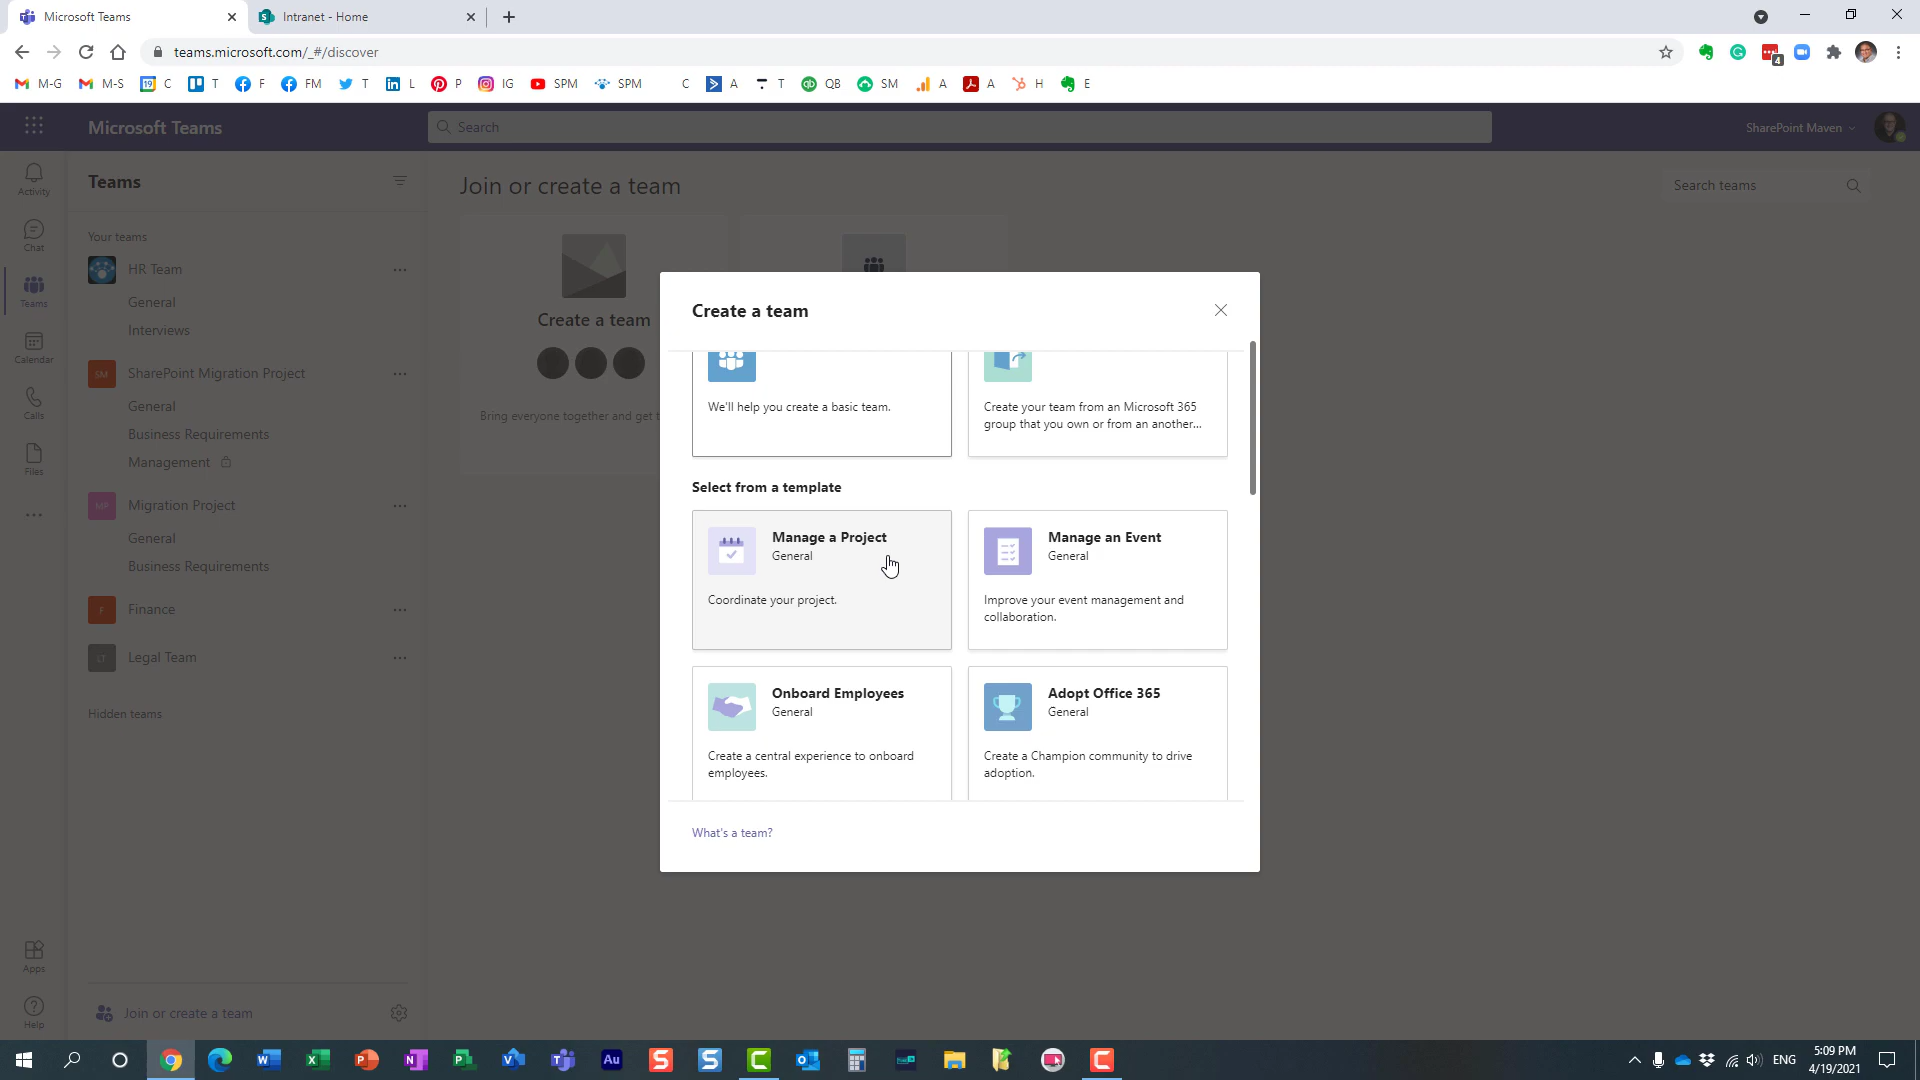 Microsoft Teams
Intranet - Home
teams.microsoft.com/_#/discover
M-G
M-S
19
C
T
F
FM
T
L
P
IG
SPM
SPM
C
A
T
QB
SM
A
A
H
E
4
Microsoft Teams
Search
SharePoint Maven
Activity
Chat
Teams
Calendar
Calls
Files
Apps
Help
Teams
Your teams
HR Team
General
Interviews
SM
SharePoint Migration Project
General
Business Requirements
Management
MP
Migration Project
General
Business Requirements
F
Finance
LT
Legal Team
Hidden teams
Join or create a team
Join or create a team
Search teams
Create a team
Bring everyone together and get t
Create a team
We'll help you create a basic team.
Create your team from an Microsoft 365
group that you own or from an another...
Select from a template
Manage a Project
General
Coordinate your project.
Manage an Event
General
Improve your event management and
collaboration.
Onboard Employees
General
Create a central experience to onboard
employees.
Adopt Office 365
General
Create a Champion community to drive
adoption.
What's a team?
Au
ENG
5:09 PM
4/19/2021